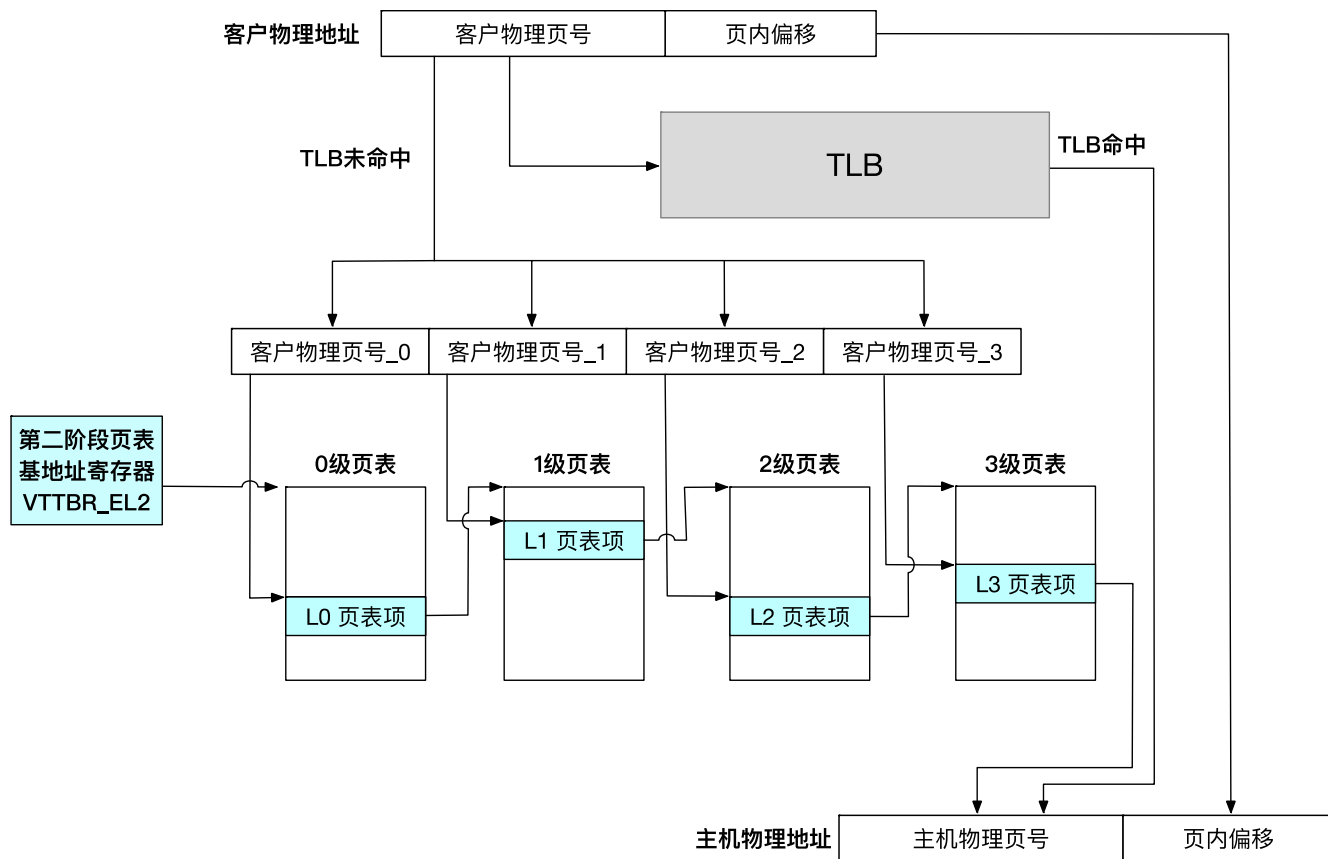 客户物理地址
客户物理页号
页内偏移
TLB未命中
TLB
TLB命中
客户物理页号_0
客户物理页号_1
客户物理页号_2
客户物理页号_3
第二阶段页表
基地址寄存器
VTTBR_EL2
0级页表
1级页表
2级页表
3级页表
L0 页表项
L1 页表项
L2 页表项
L3 页表项
主机物理地址
主机物理页号
页内偏移